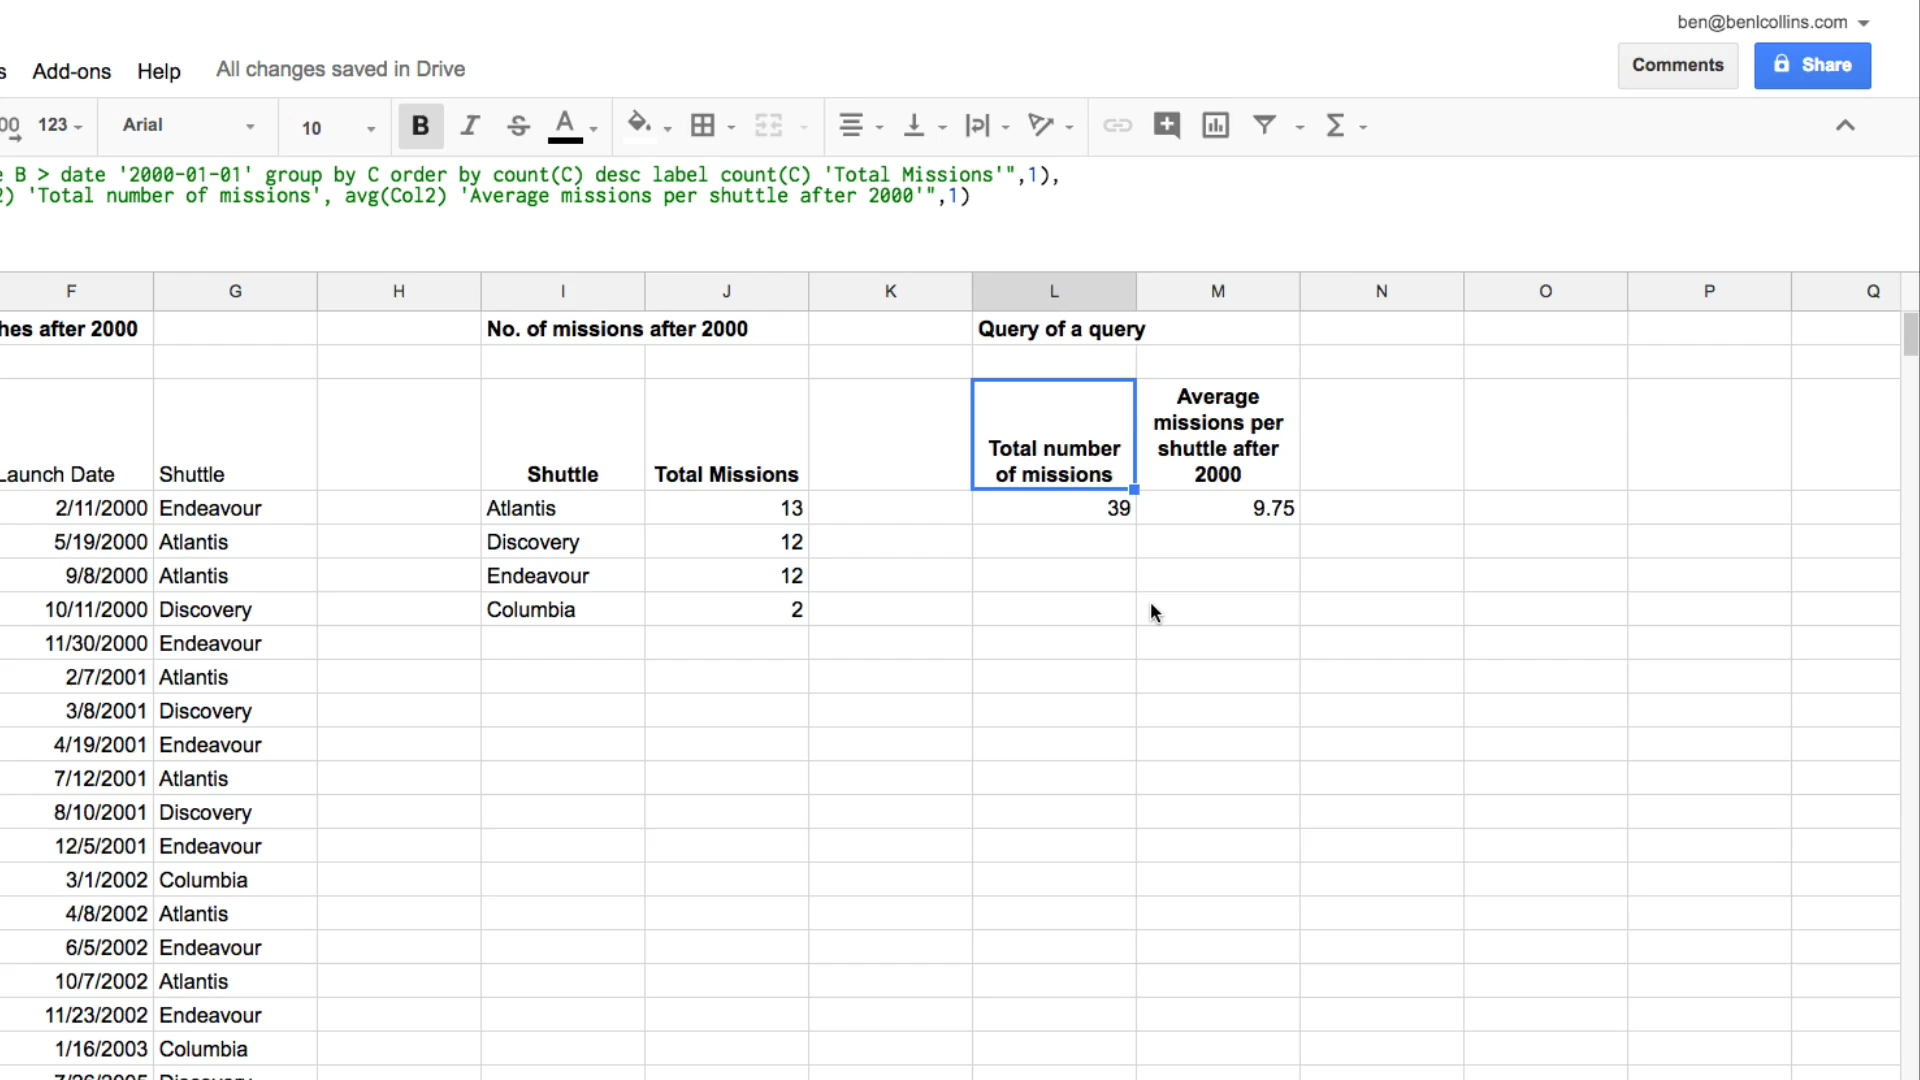 ben@benlcollins.com
s Add-ons Help All changes saved in Drive
Comments
Share
00 123 Arial 10 B I S A
e B > date '2000-01-01' group by C order by count(C) desc label count(C) 'Total Missions'",1),
2) 'Total number of missions', avg(Col2) 'Average missions per shuttle after 2000'",1)
F G H I J K L M N O P Q
hes after 2000 No. of missions after 2000 Query of a query
Average
missions per
Total number shuttle after
Launch Date Shuttle Shuttle Total Missions of missions 2000
2/11/2000 Endeavour Atlantis 13 39 9.75
5/19/2000 Atlantis Discovery 12
9/8/2000 Atlantis Endeavour 12
10/11/2000 Discovery Columbia 2
11/30/2000 Endeavour
2/7/2001 Atlantis
3/8/2001 Discovery
4/19/2001 Endeavour
7/12/2001 Atlantis
8/10/2001 Discovery
12/5/2001 Endeavour
3/1/2002 Columbia
4/8/2002 Atlantis
6/5/2002 Endeavour
10/7/2002 Atlantis
11/23/2002 Endeavour
1/16/2003 Columbia
7/26/2005 Discovery